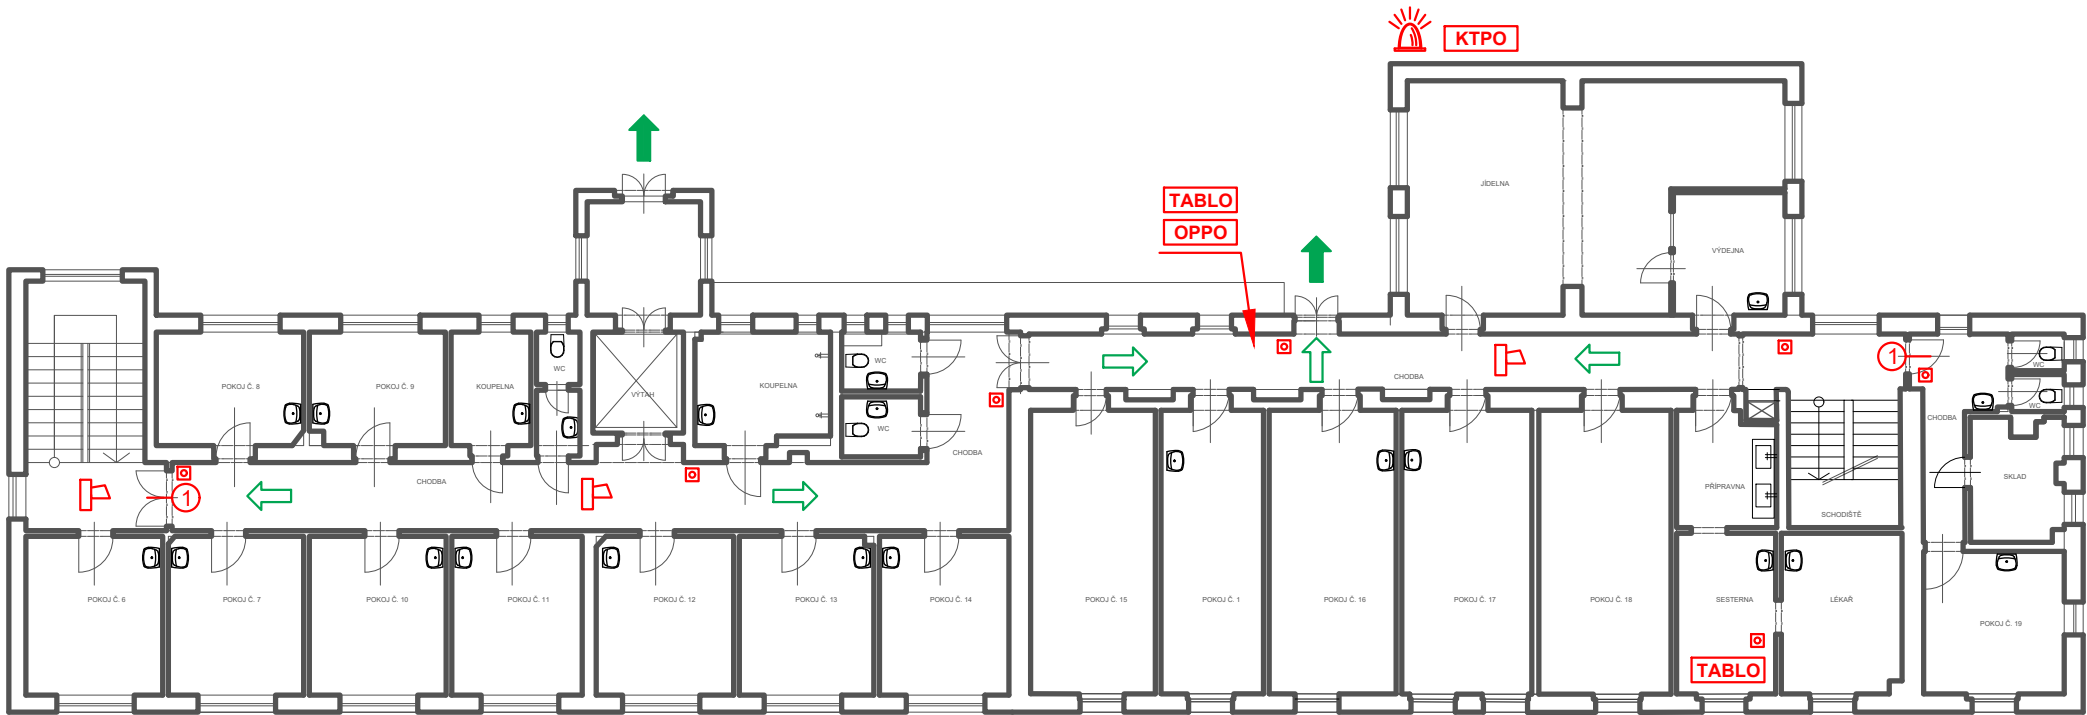 KTPO
TABLO
OPPO
JÍDELNA
VÝDEJNA
POKOJ Č. 8
POKOJ Č. 9
KOUPELNA
WC
VÝTAH
KOUPELNA
WC
WC
CHODBA
CHODBA
1
WC
WC
CHODBA
SKLAD
CHODBA
1
PŘÍPRAVNA
SCHODIŠTĚ
POKOJ Č. 6
POKOJ Č. 7
POKOJ Č. 10
POKOJ Č. 11
POKOJ Č. 12
POKOJ Č. 13
POKOJ Č. 14
POKOJ Č. 15
POKOJ Č. 1
POKOJ Č. 16
POKOJ Č. 17
POKOJ Č. 18
SESTERNA
LÉKAŘ
POKOJ Č. 19
TABLO